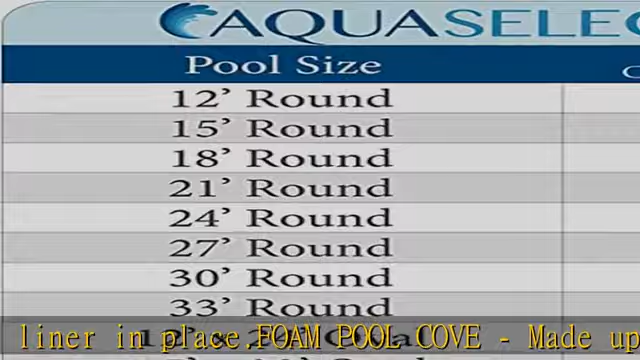 AQUASELEC
Pool Size
12’ Round
15’ Round
18’ Round
21’ Round
24’ Round
27’ Round
30’ Round
33’ Round
liner in place.FOAM POOL COVE - Made up